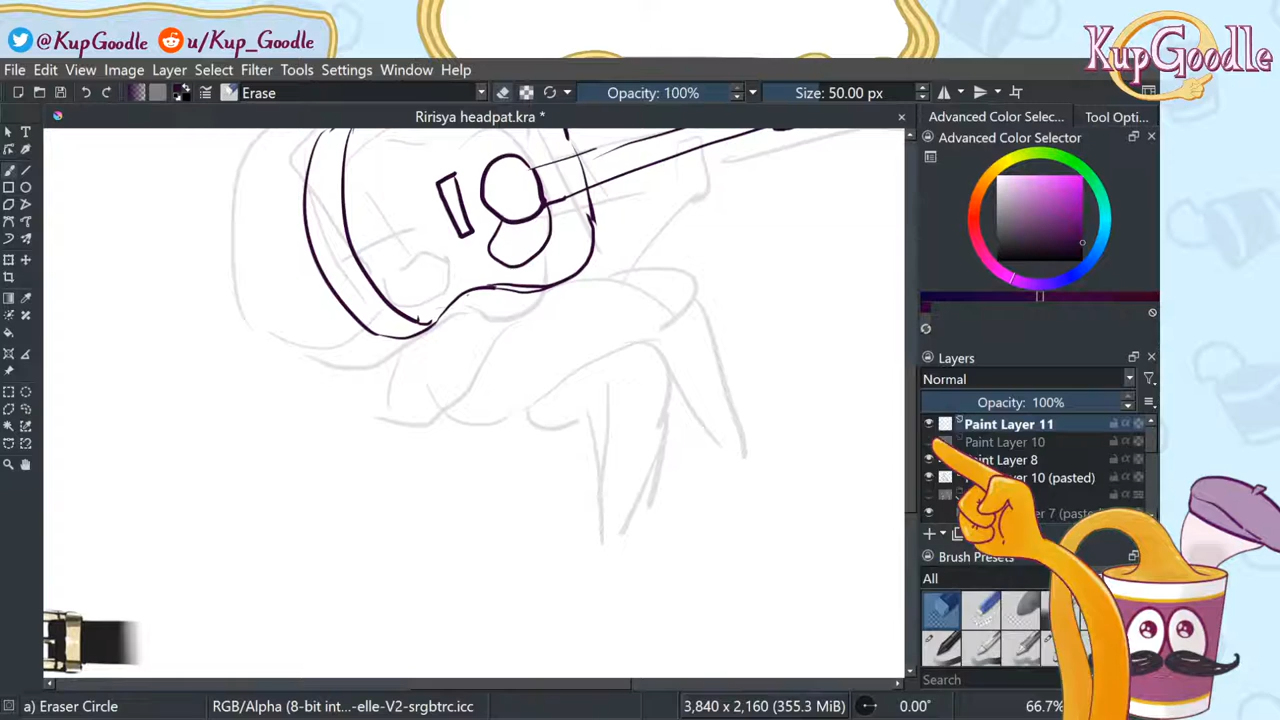 @KupGoodle
u/Kup_Goodle
KupGoodle
File Edit View Image Layer Select Filter Tools Settings Window Help
Erase
Opacity: 100%
Size: 50.00 px
Ririsya headpat.kra *
Advanced Color Selec...
Tool Opti...
Advanced Color Selector
Layers
Normal
Opacity: 100%
Paint Layer 11
Paint Layer 10
Paint Layer 8
10 (pasted)
Brush Presets
All
Search
a) Eraser Circle
RGB/Alpha (8-bit int...-elle-V2-srgbtrc.icc
3,840 x 2,160 (355.3 MiB)
0.00°
66.7%